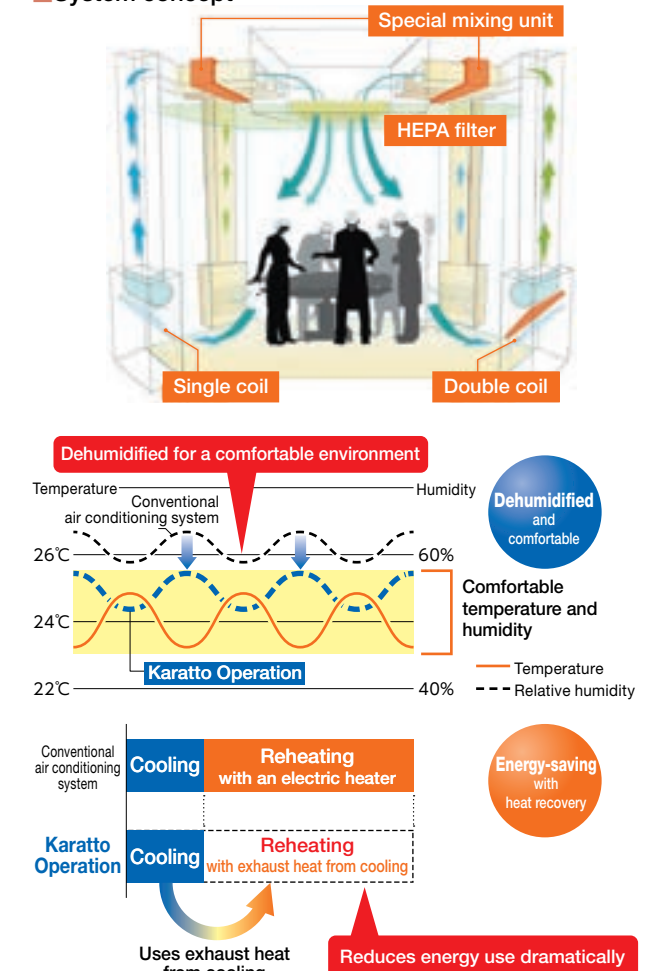 System concept
Special mixing unit
HEPA filter
Single coil
Double coil
Dehumidified for a comfortable environment
Temperature
Humidity
Conventional
air conditioning system
26℃
60%
24℃
22℃
40%
Karatto Operation
Comfortable
temperature and
humidity
Temperature
Relative humidity
Dehumidified
and
comfortable
Conventional
air conditioning
system
Cooling
Reheating
with an electric heater
Energy-saving
with
heat recovery
Karatto
Operation
Cooling
Reheating
with exhaust heat from cooling
Uses exhaust heat
from cooling
Reduces energy use dramatically